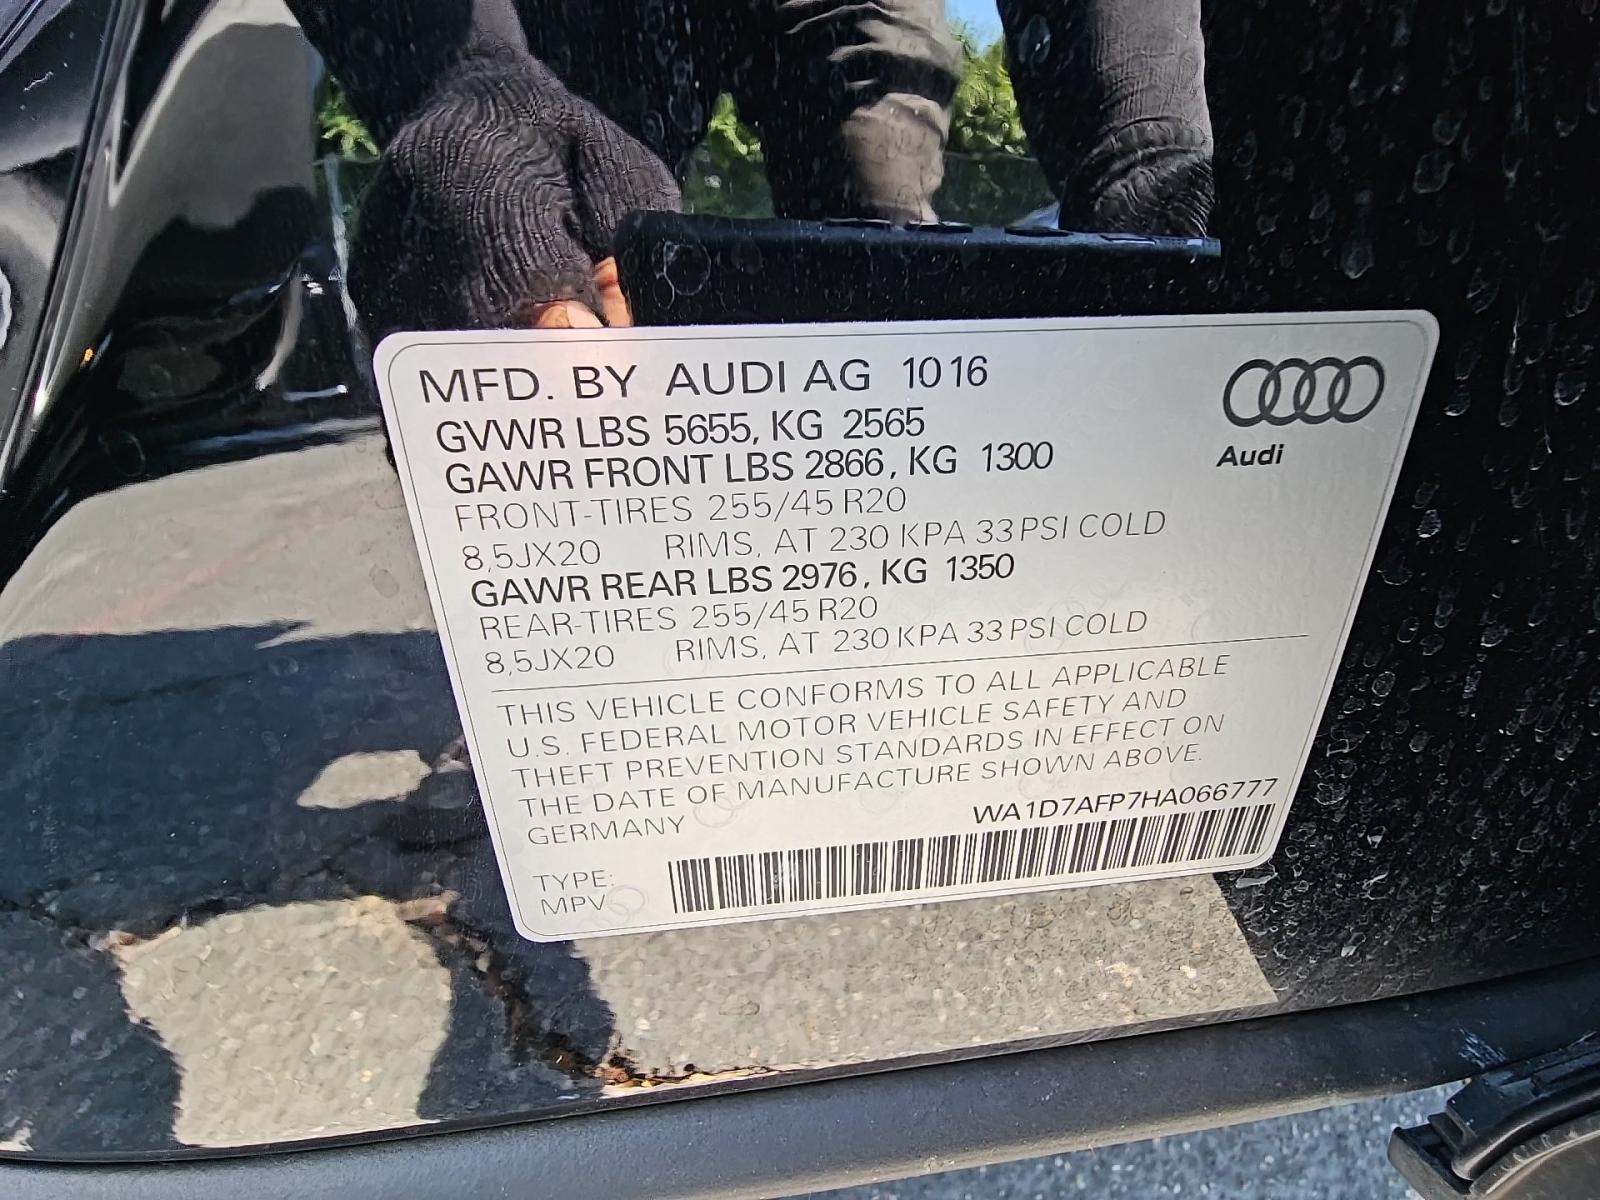 MFD. BY AUDI AG 10 16
GVWR LBS 5655, KG 2565
GAWR FRONT LBS 2866, KG 1300
FRONT-TIRES 255/45 R20
8,5JX20 RIMS, AT 230 KPA 33 PSI COLD
GAWR REAR LBS 2976, KG 1350
REAR-TIRES 255/45 R20
8,5JX20 RIMS, AT 230 KPA 33 PSI COLD
Audi
THIS VEHICLE CONFORMS TO ALL APPLICABLE
U.S. FEDERAL MOTOR VEHICLE SAFETY AND
THEFT PREVENTION STANDARDS IN EFFECT ON
THE DATE OF MANUFACTURE SHOWN ABOVE.
GERMANY WA1D7AFP7HA066777
TYPE:
MPV